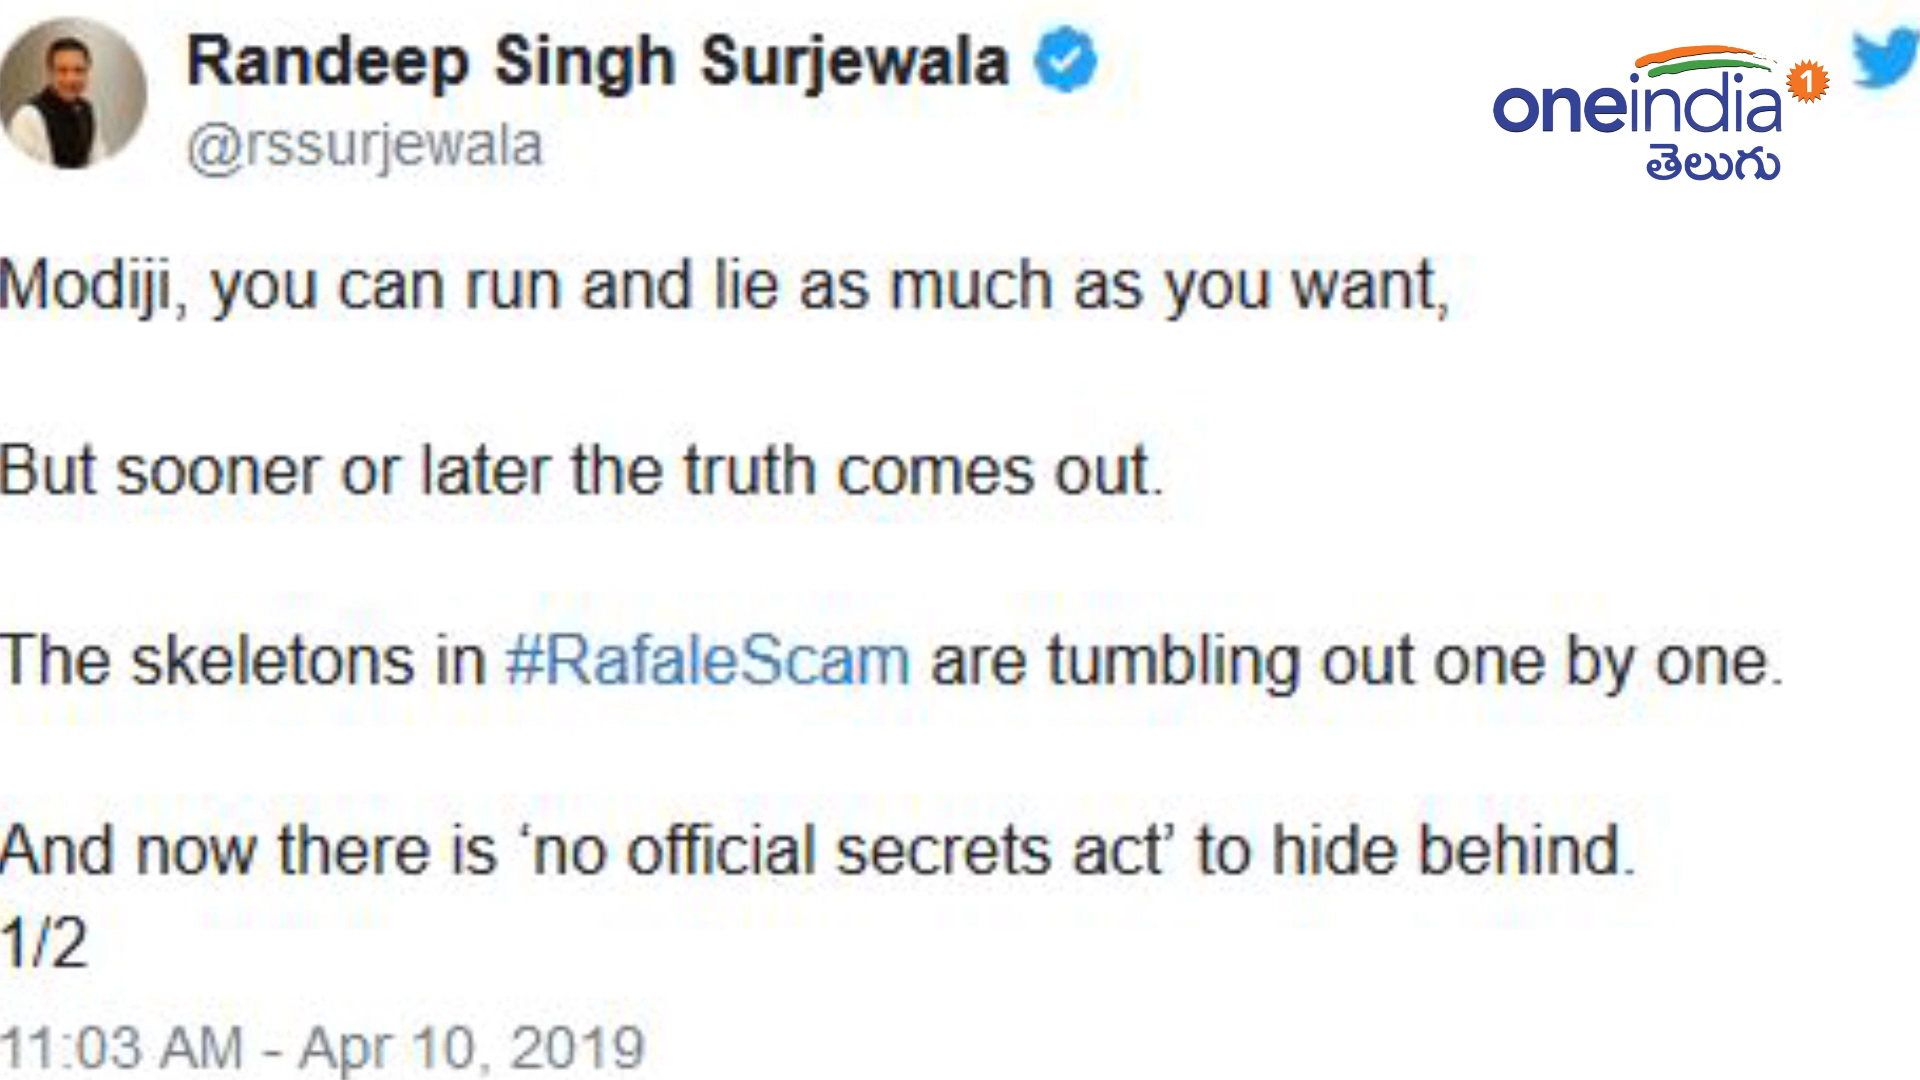 Randeep Singh Surjewala
@rssurjewala
oneindia 1
తెలుగు
Modiji, you can run and lie as much as you want,
But sooner or later the truth comes out.
The skeletons in #RafaleScam are tumbling out one by one.
And now there is ‘no official secrets act’ to hide behind.
1/2
11:03 AM - Apr 10, 2019